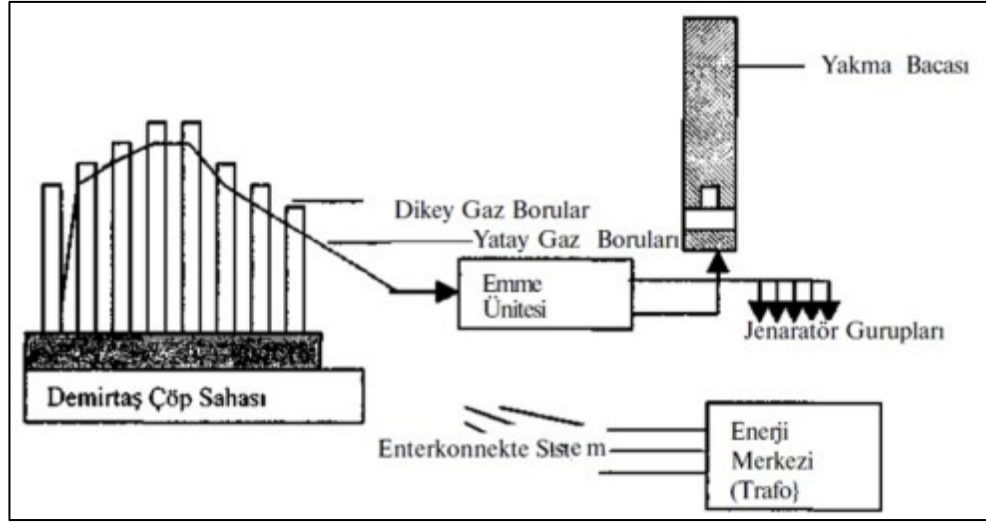 Yakma Bacası
Dikey Gaz Borular
Yatay Gaz Boruları
Emme
Ünitesi
Jenaratör Gurupları
Demirtaş Çöp Sahası
Enterkonnekte Sistem
Enerji
Merkezi
(Trafo}